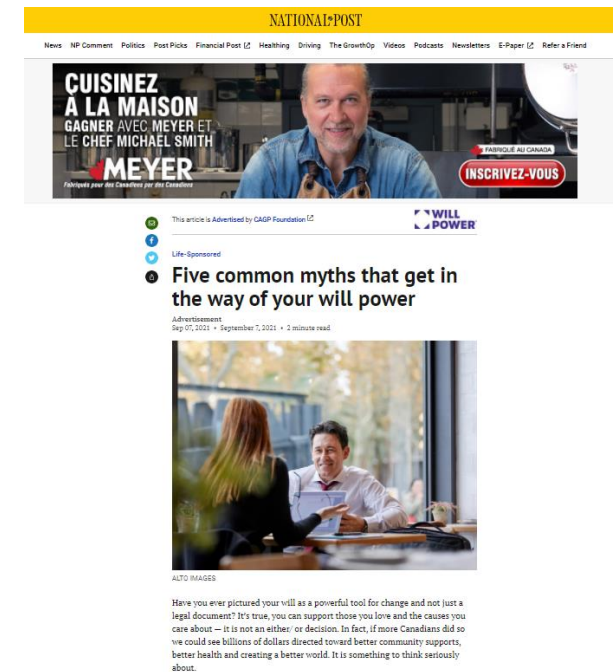 NATIONAL POST
News NP Comment Politics Post Picks Financial Post Healthing Driving The GrowthOp Videos Podcasts Newsletters E-Paper Refer a Friend
CUISINEZ
À LA MAISON
GAGNER AVEC MEYER ET
LE CHEF MICHAEL SMITH
MEYER
Fabriqués pour des Canadiens par des Canadiens
FABRIQUÉ AU CANADA
INSCRIVEZ-VOUS
This article is Advertised by CAGP Foundation
WILL
POWER
Life-Sponsored
Five common myths that get in
the way of your will power
Advertisement
Sep 07, 2021 • September 7, 2021 • 2 minute read
ALTO IMAGES
Have you ever pictured your will as a powerful tool for change and not just a
legal document? It's true, you can support those you love and the causes you
care about — it is not an either/ or decision. In fact, if more Canadians did so
we could see billions of dollars directed toward better community supports,
better health and creating a better world. It is something to think seriously
about.